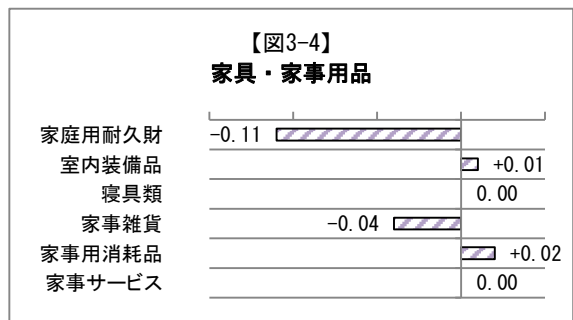 【図3-4】
家具・家事用品
家庭用耐久財 -0.11
室内装備品 +0.01
寝具類 0.00
家事雑貨 -0.04
家事用消耗品 +0.02
家事サービス 0.00